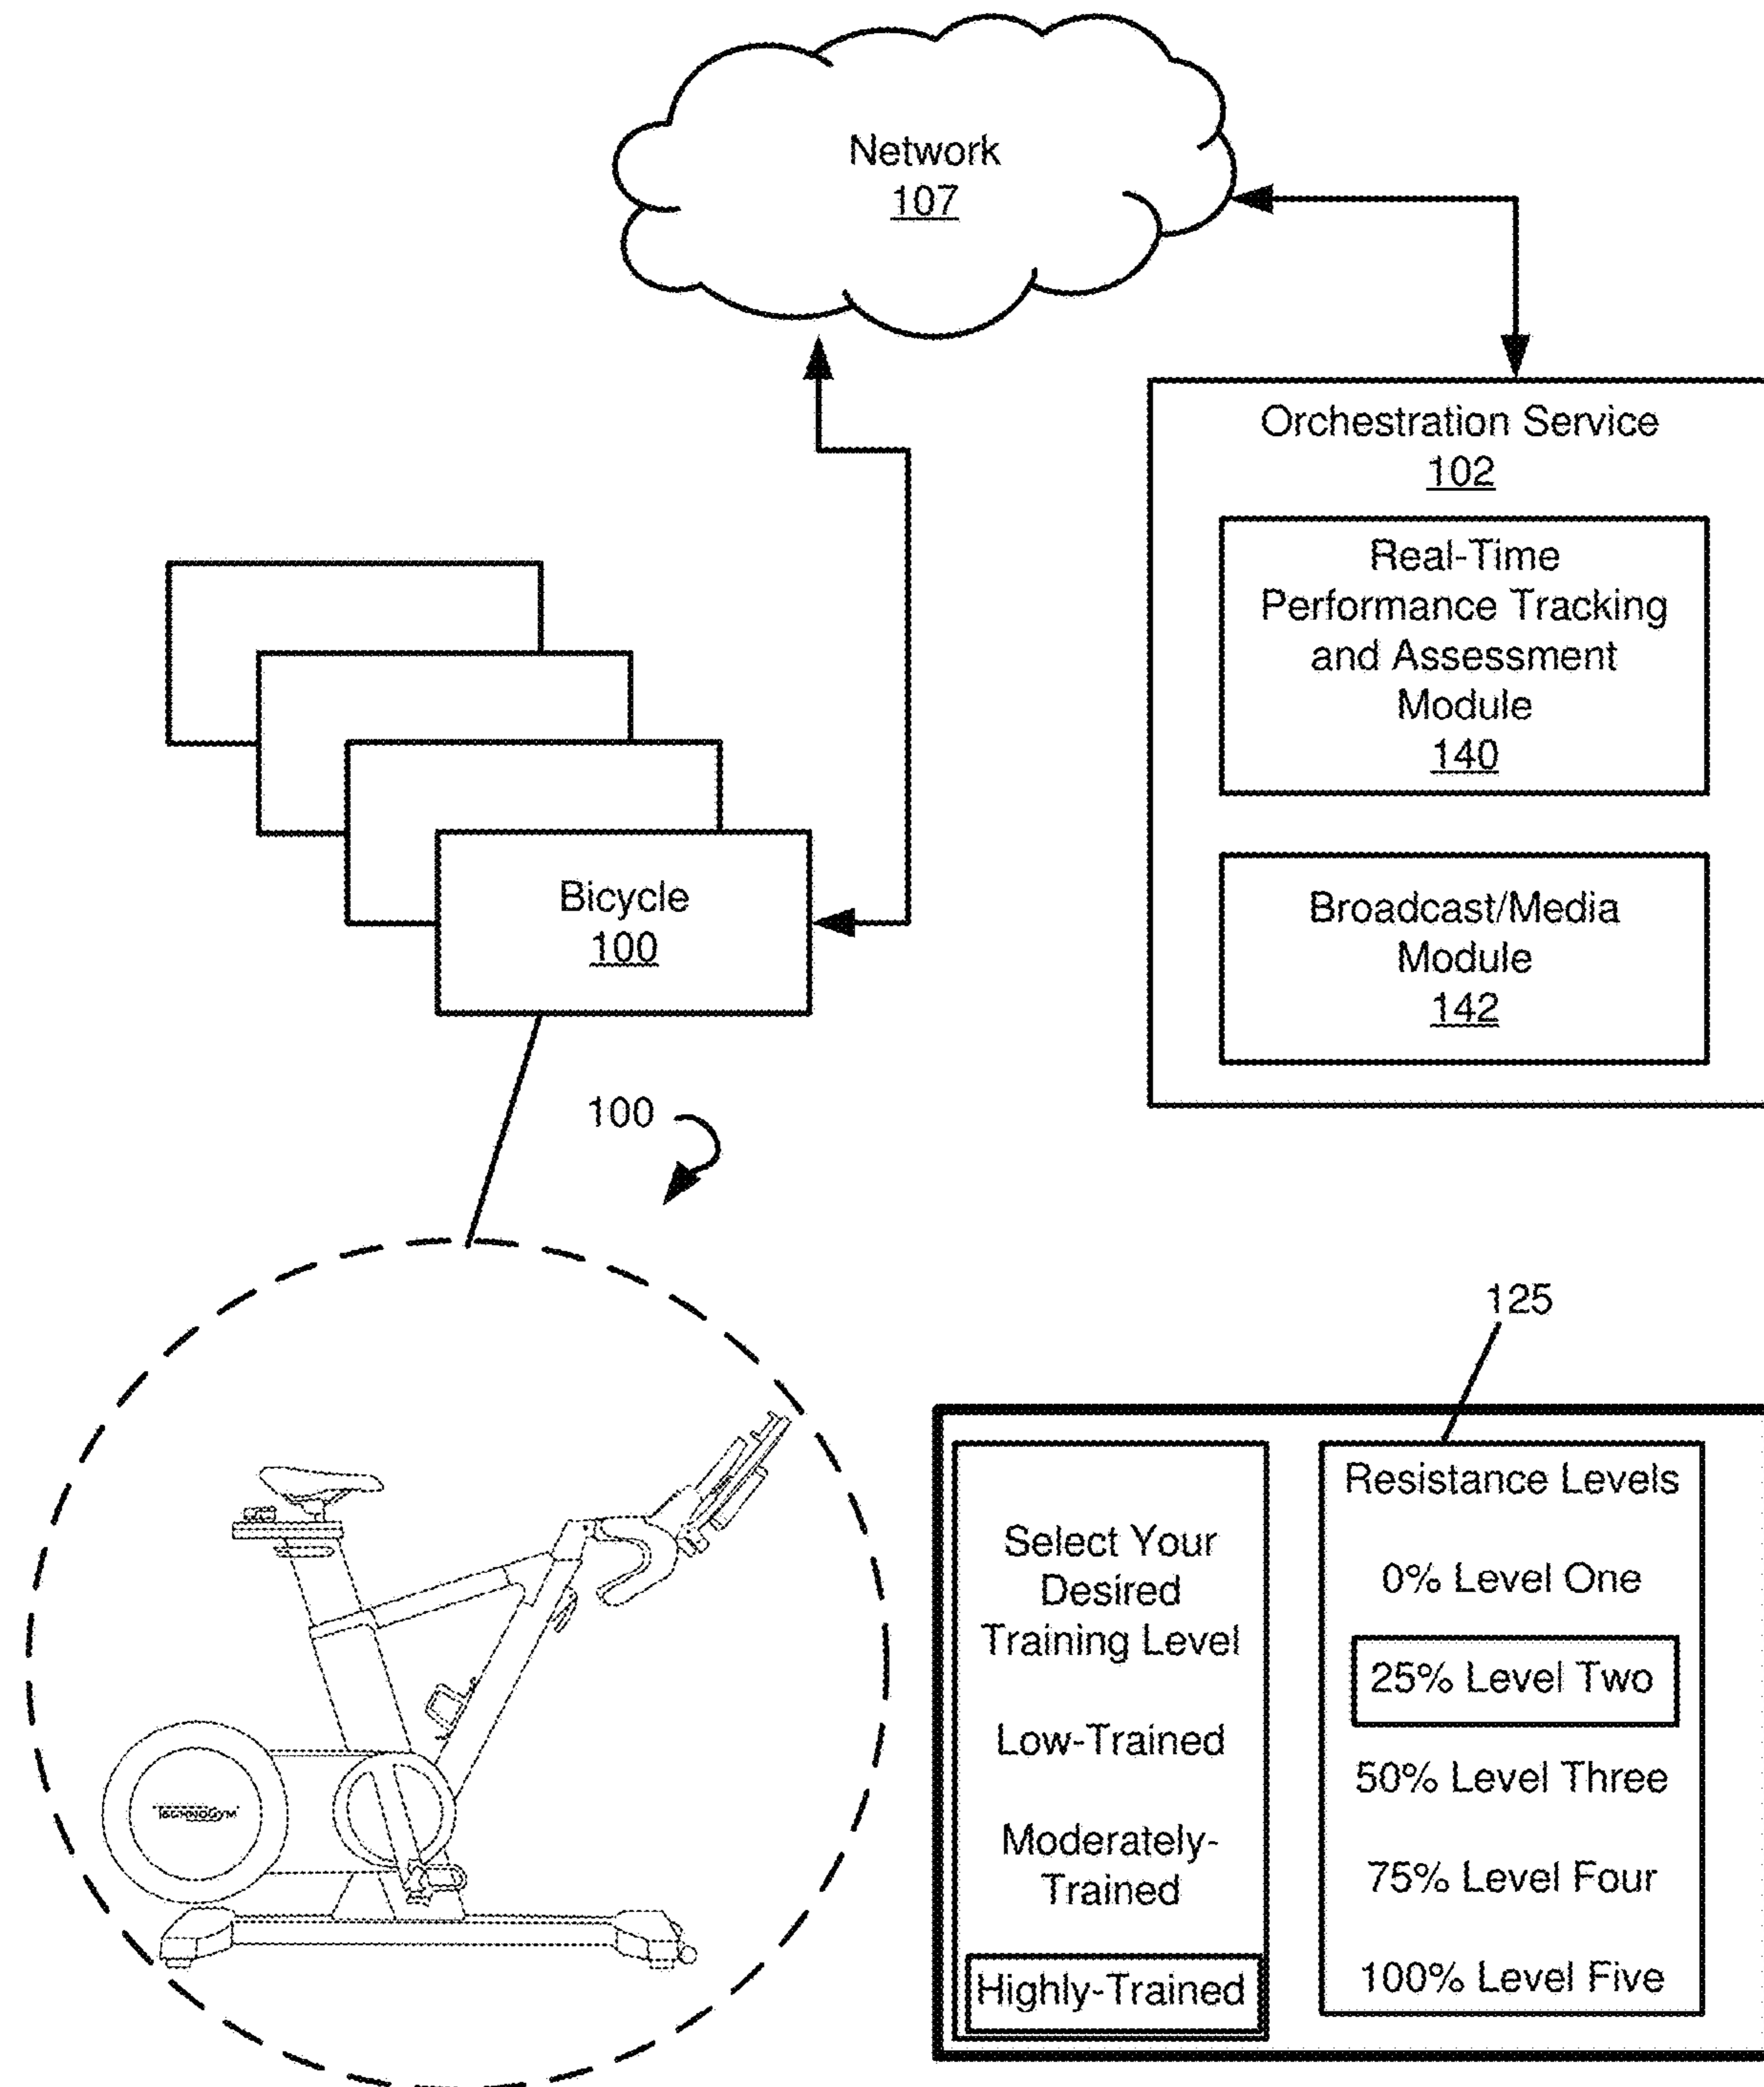 Network
107
Orchestration Service
102
Real-Time
Performance Tracking
and Assessment
Module
140
Broadcast/Media
Module
142
Bicycle
100
100
TECHNOGYM
125
Select Your
Desired
Training Level
Low-Trained
Moderately-
Trained
Highly-Trained
Resistance Levels
0% Level One
25% Level Two
50% Level Three
75% Level Four
100% Level Five